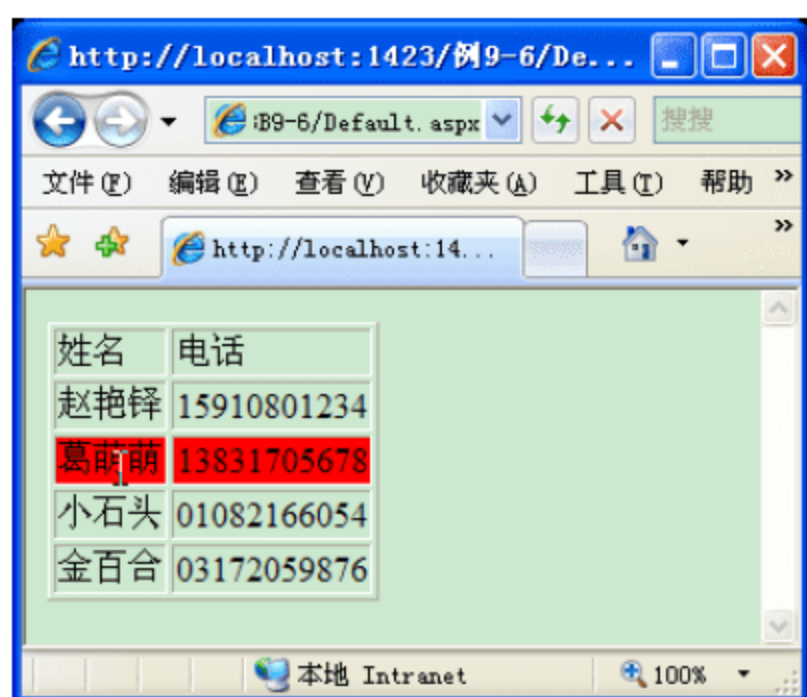 http://localhost:1423/例9-6/De...
:B9-6/Default.aspx 搜搜
文件(F) 编辑(E) 查看(V) 收藏夹(A) 工具(T) 帮助 »
http://localhost:14... »
姓名 电话
赵艳铎 15910801234
葛萌萌 13831705678
小石头 01082166054
金百合 03172059876
本地 Intranet 100%